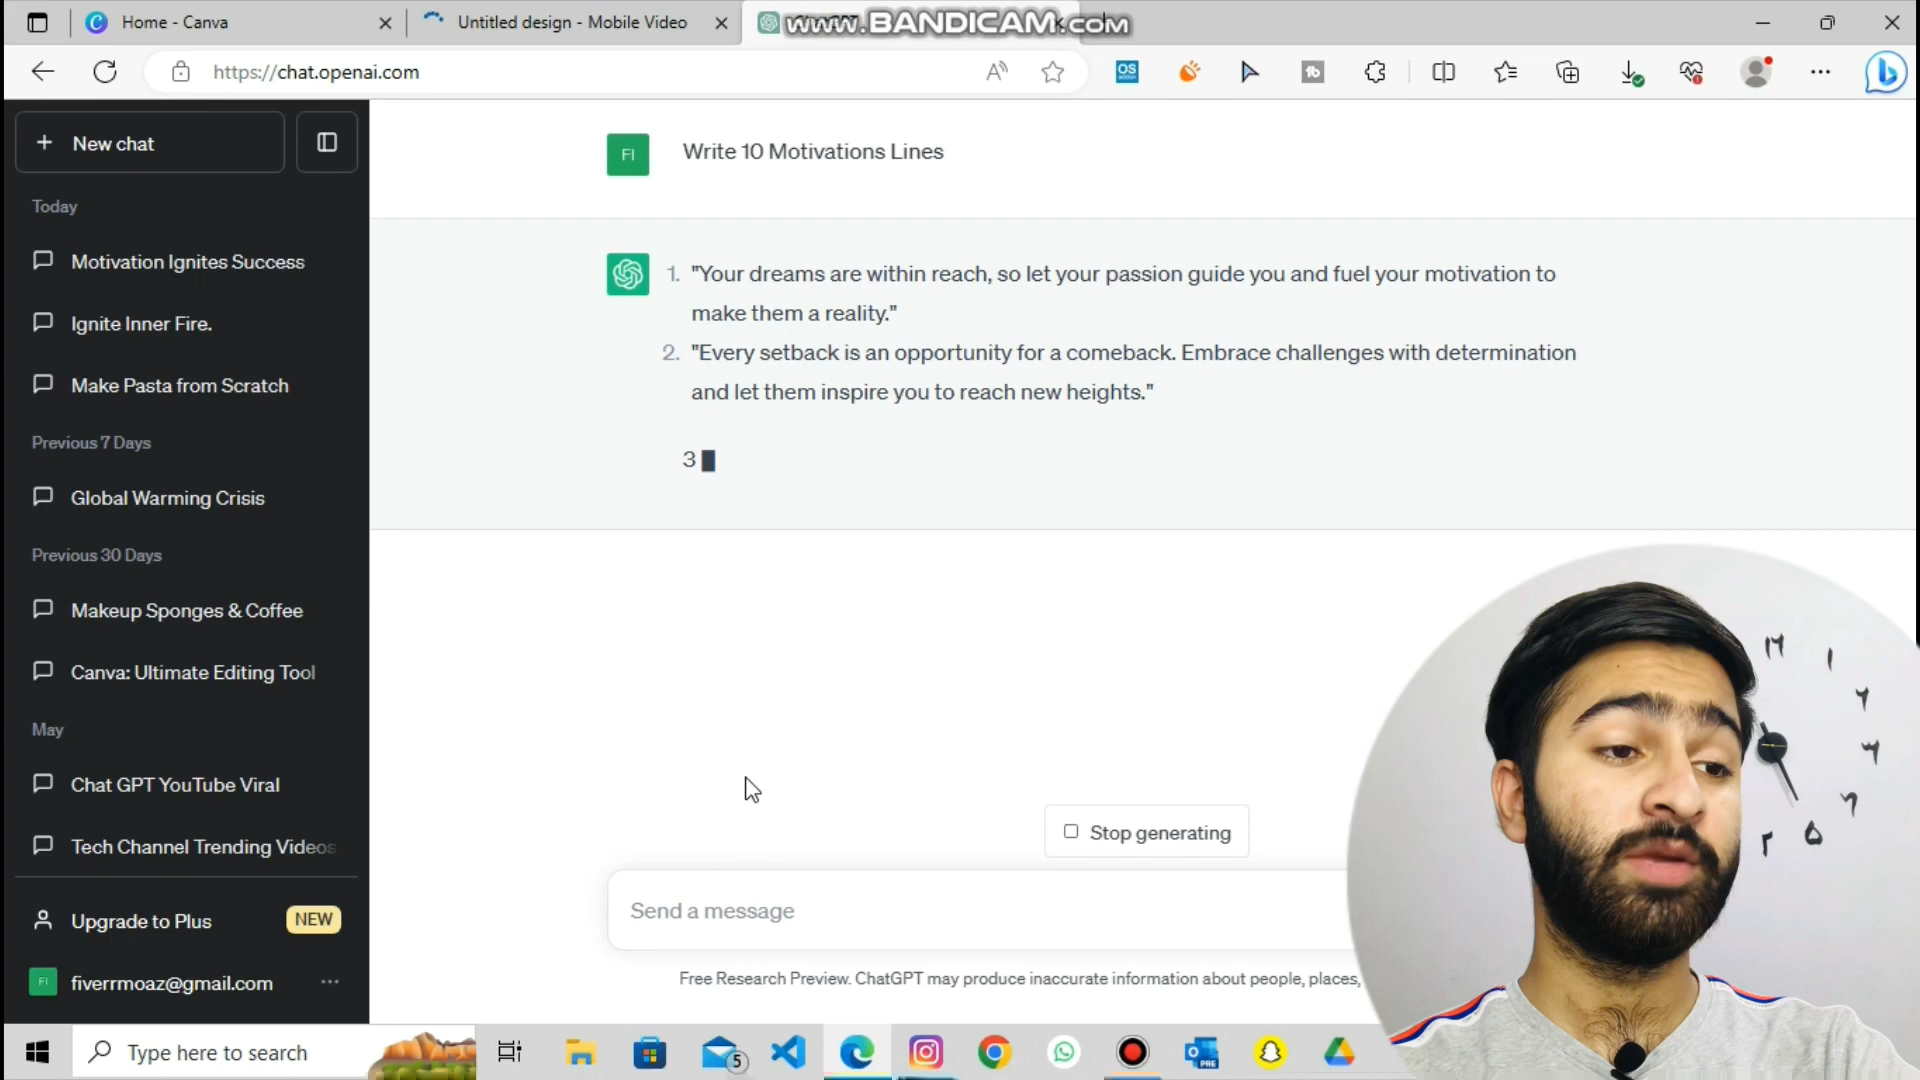 Home - Canva
Untitled design - Mobile Video
www.BANDICAM.com
https://chat.openai.com
New chat
Today
Motivation Ignites Success
Ignite Inner Fire.
Make Pasta from Scratch
Previous 7 Days
Global Warming Crisis
Previous 30 Days
Makeup Sponges & Coffee
Canva: Ultimate Editing Tool
May
Chat GPT YouTube Viral
Tech Channel Trending Videos
Upgrade to Plus
NEW
FI
fiverrmoaz@gmail.com
FI
Write 10 Motivations Lines
1. "Your dreams are within reach, so let your passion guide you and fuel your motivation to
make them a reality."
2. "Every setback is an opportunity for a comeback. Embrace challenges with determination
and let them inspire you to reach new heights."
3
Stop generating
Send a message
Free Research Preview. ChatGPT may produce inaccurate information about people, places,
Type here to search
5
PRE
OS